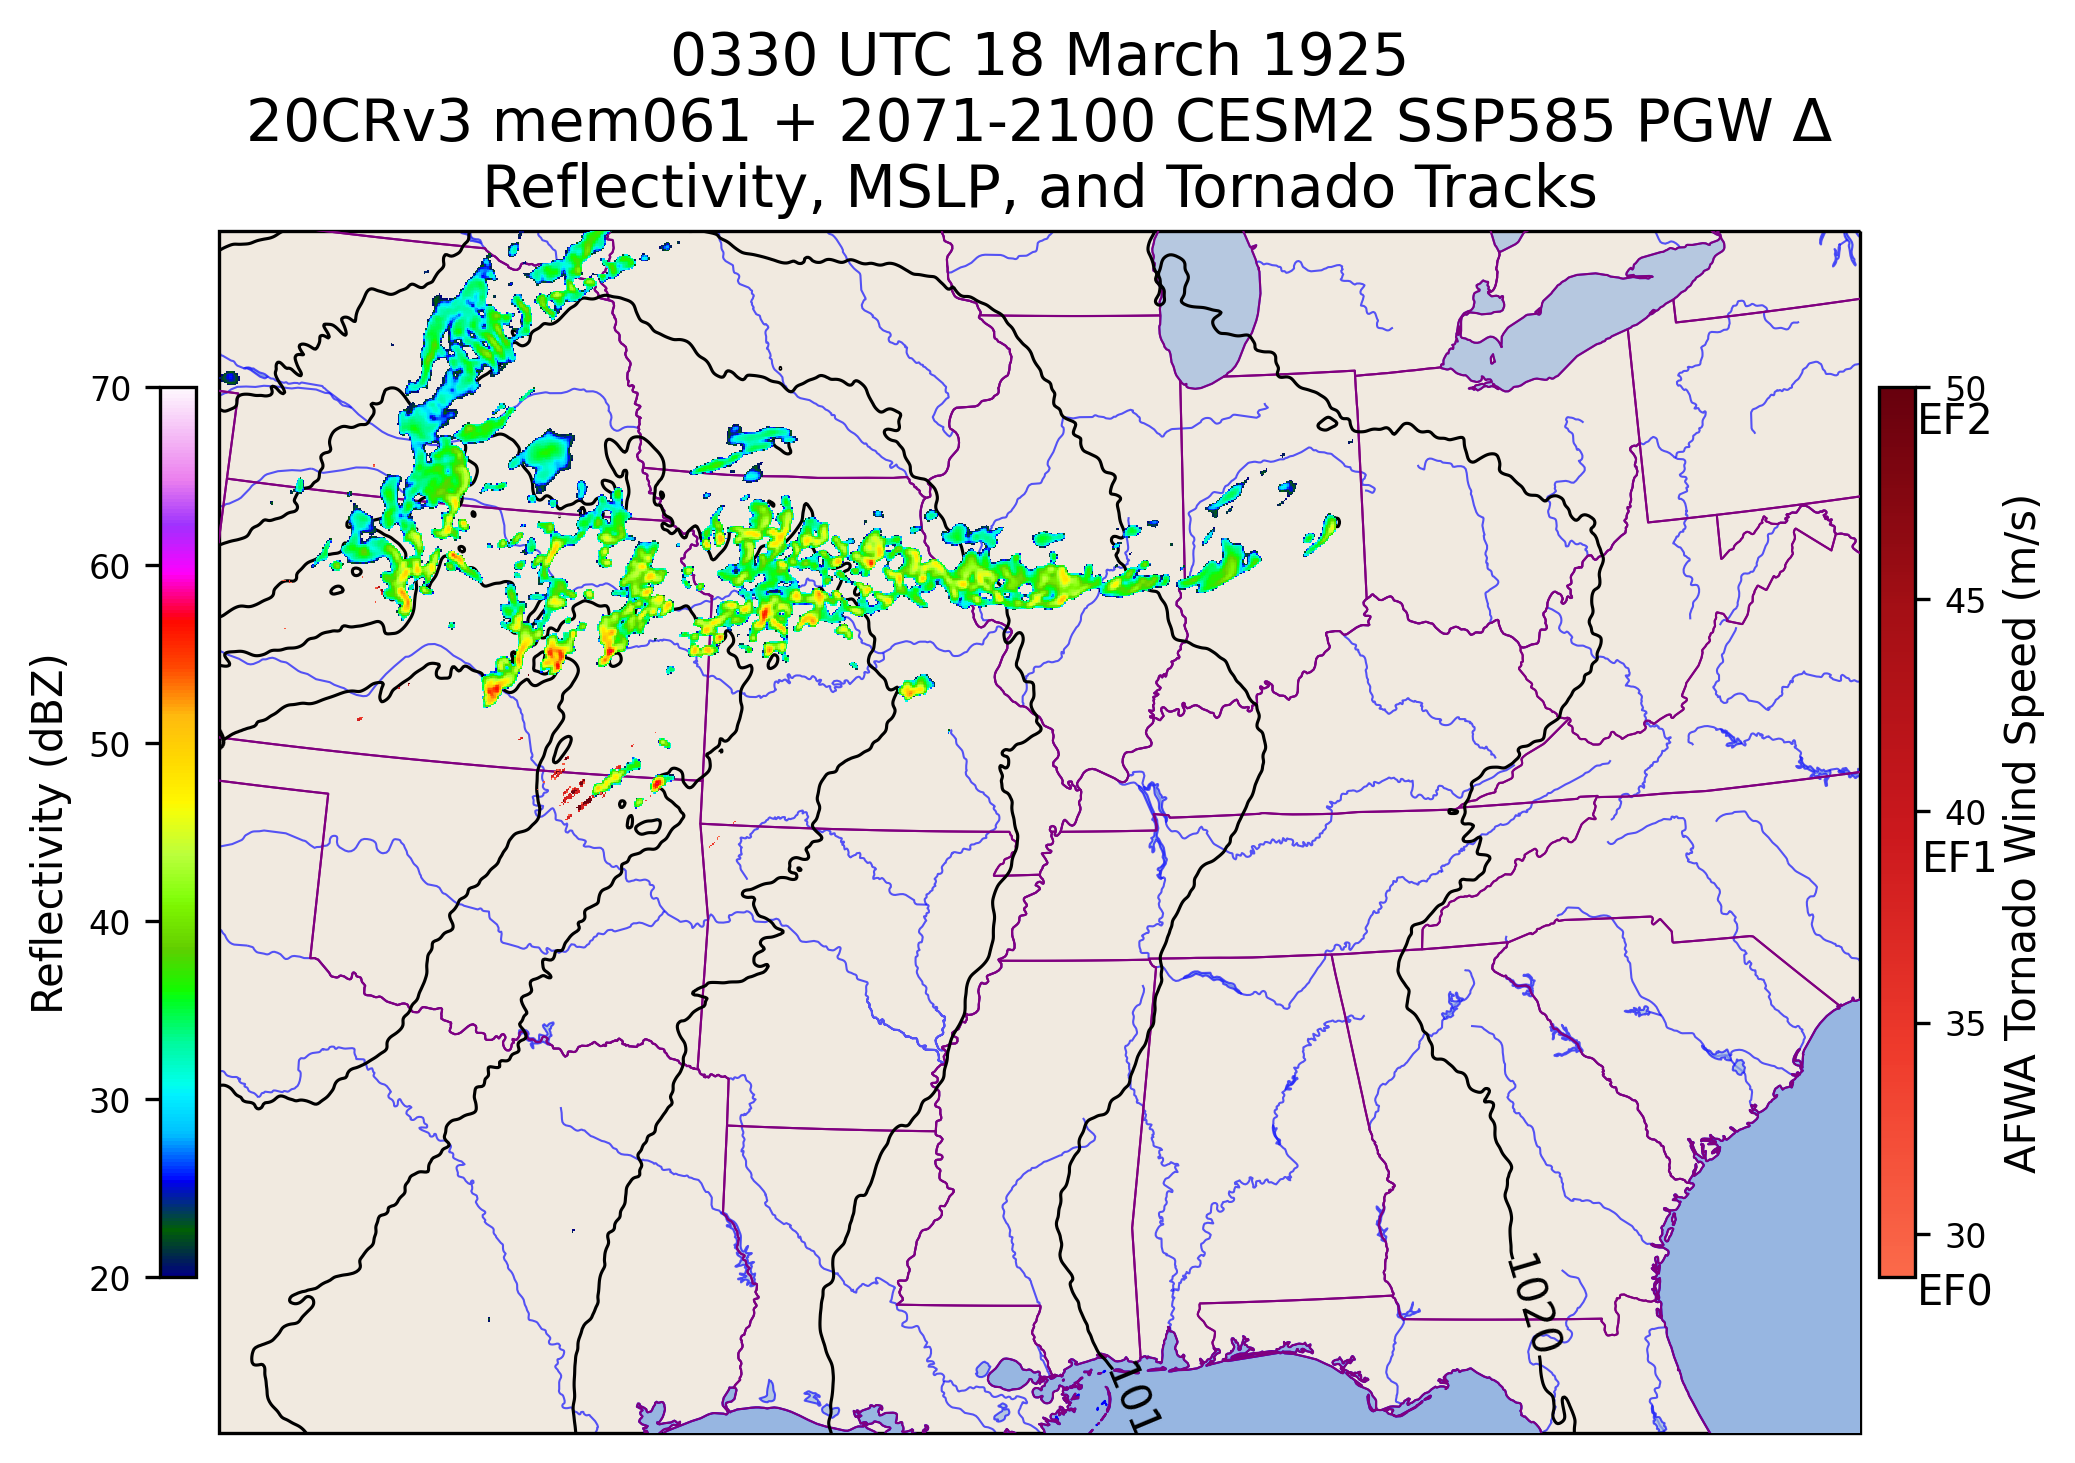 0330 UTC 18 March 1925
20CRv3 mem061 + 2071-2100 CESM2 SSP585 PGW Δ
Reflectivity, MSLP, and Tornado Tracks
70
60
50
40
30
20
Reflectivity (dBZ)
1020
101
50
EF2
45
40
EF1
35
30
EF0
AFWA Tornado Wind Speed (m/s)